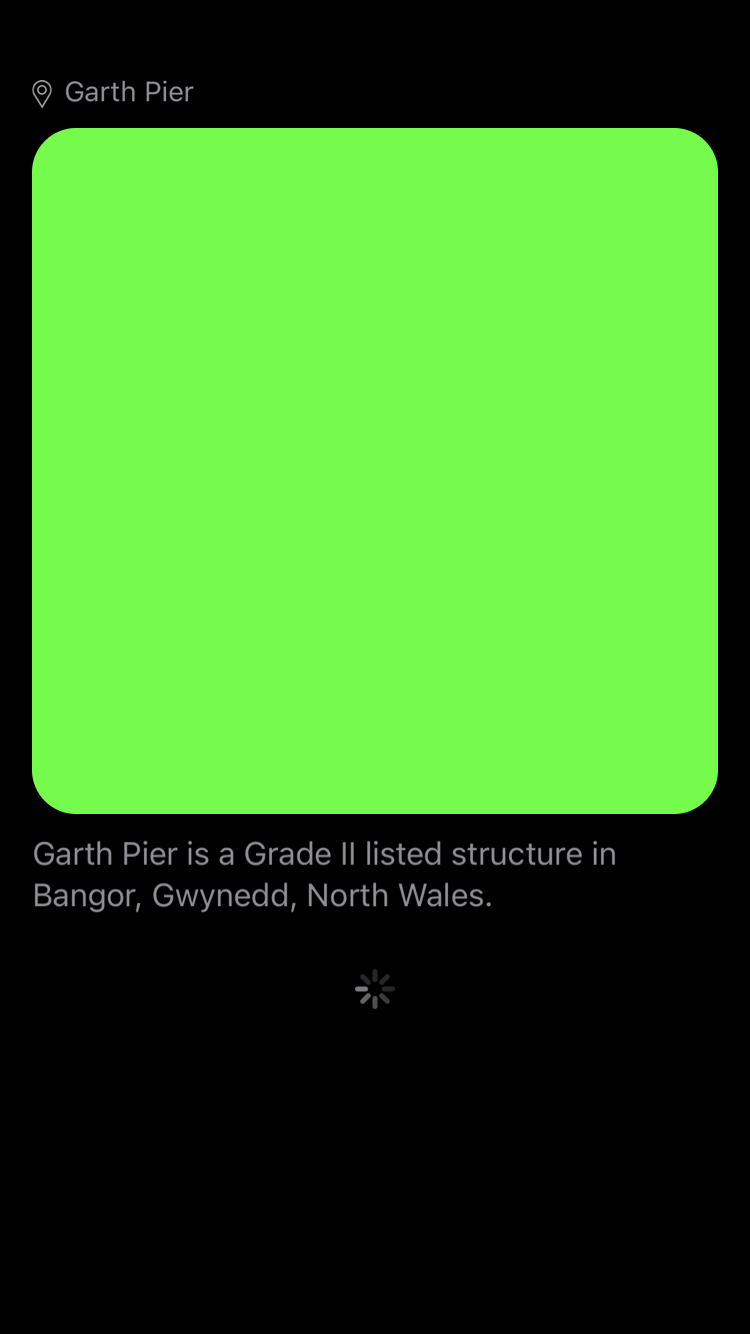 Garth Pier
Garth Pier is a Grade II listed structure in
Bangor, Gwynedd, North Wales.